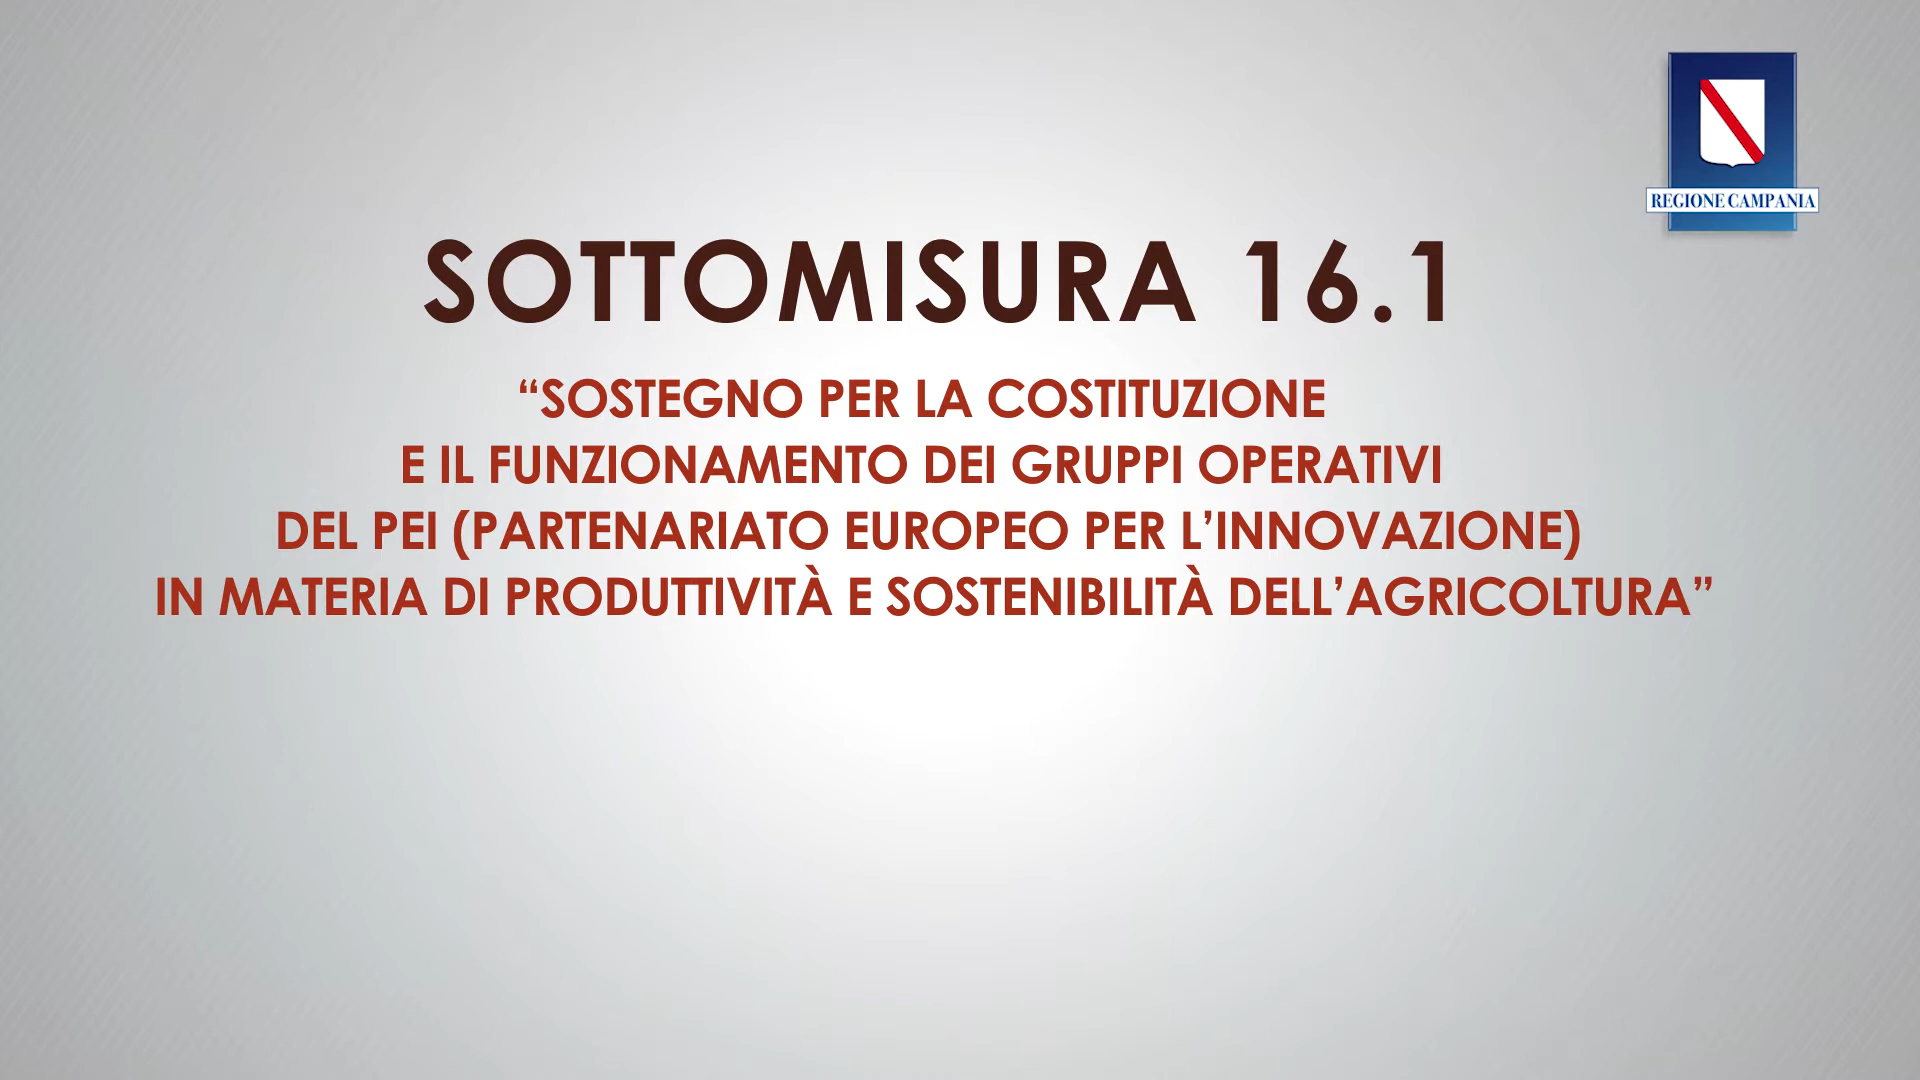 REGIONE CAMPANIA
SOTTOMISURA 16.1
“SOSTEGNO PER LA COSTITUZIONE
E IL FUNZIONAMENTO DEI GRUPPI OPERATIVI
DEL PEI (PARTENARIATO EUROPEO PER L’INNOVAZIONE)
IN MATERIA DI PRODUTTIVITÀ E SOSTENIBILITÀ DELL’AGRICOLTURA”